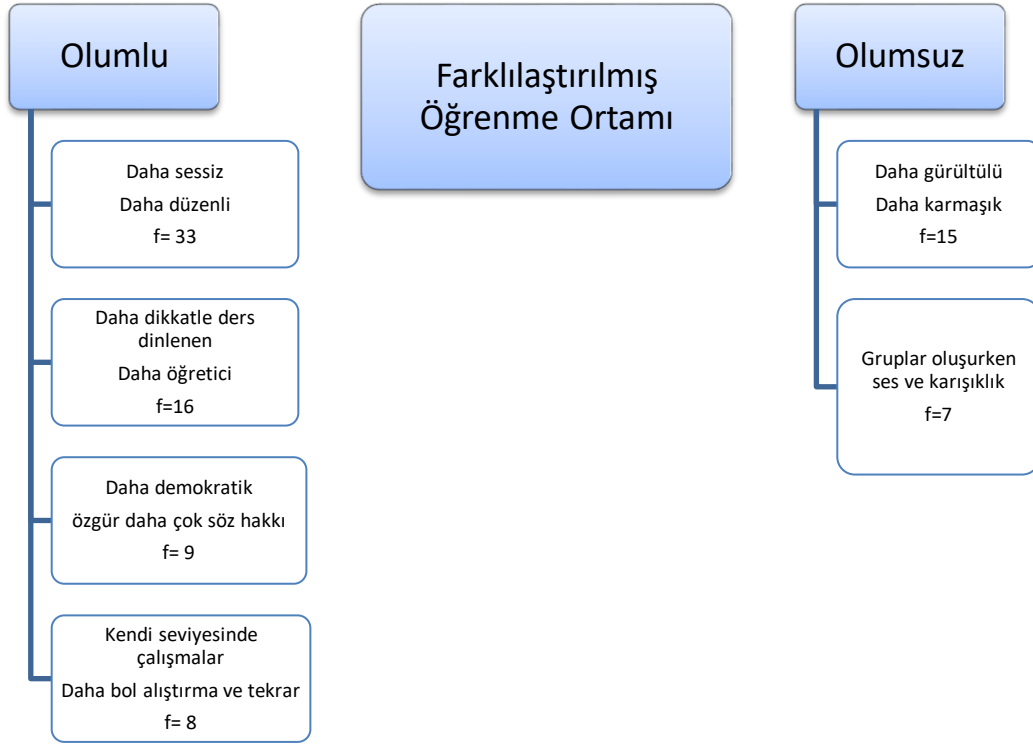 Olumlu
Daha sessiz
Daha düzenli
f= 33
Daha dikkatle ders
dinlenen
Daha öğretici
f=16
Daha demokratik
özgür daha çok söz hakkı
f= 9
Kendi seviyesinde
çalışmalar
Daha bol alıştırma ve tekrar
f= 8
Farklılaştırılmış
Öğrenme Ortamı
Olumsuz
Daha gürültülü
Daha karmaşık
f=15
Gruplar oluşurken
ses ve karışıklık
f=7